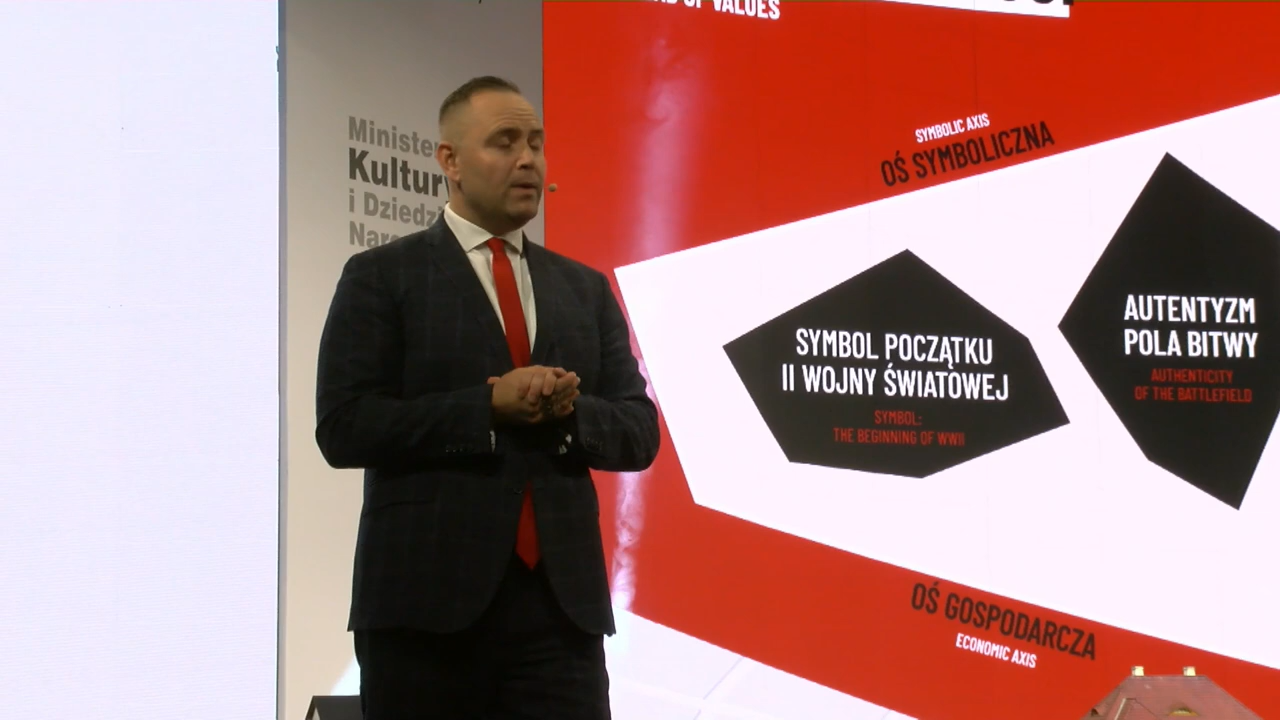 OF VALUES
Kultury
i
SYMBOLIC AXIS
OŚ SYMBOLICZNA
SYMBOL POCZĄTKU
II WOJNY ŚWIATOWEJ
SYMBOL:
THE BEGINNING OF WWII
AUTENTYZM
POLA BITWY
AUTHENTICITY
OF THE BATTLEFIELD
OŚ GOSPODARCZA
ECONOMIC AXIS